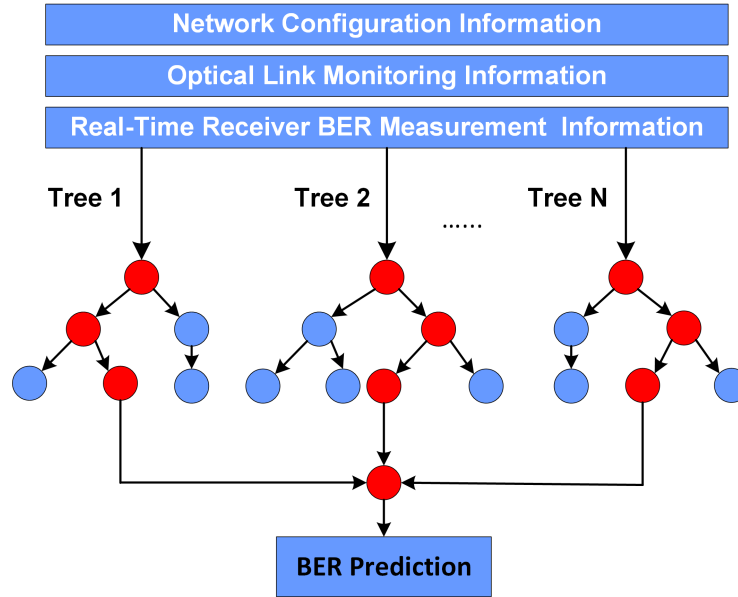 Network Configuration Information
Optical Link Monitoring Information
Real-Time Receiver BER Measurement Information
Tree 1
Tree 2
......
Tree N
BER Prediction